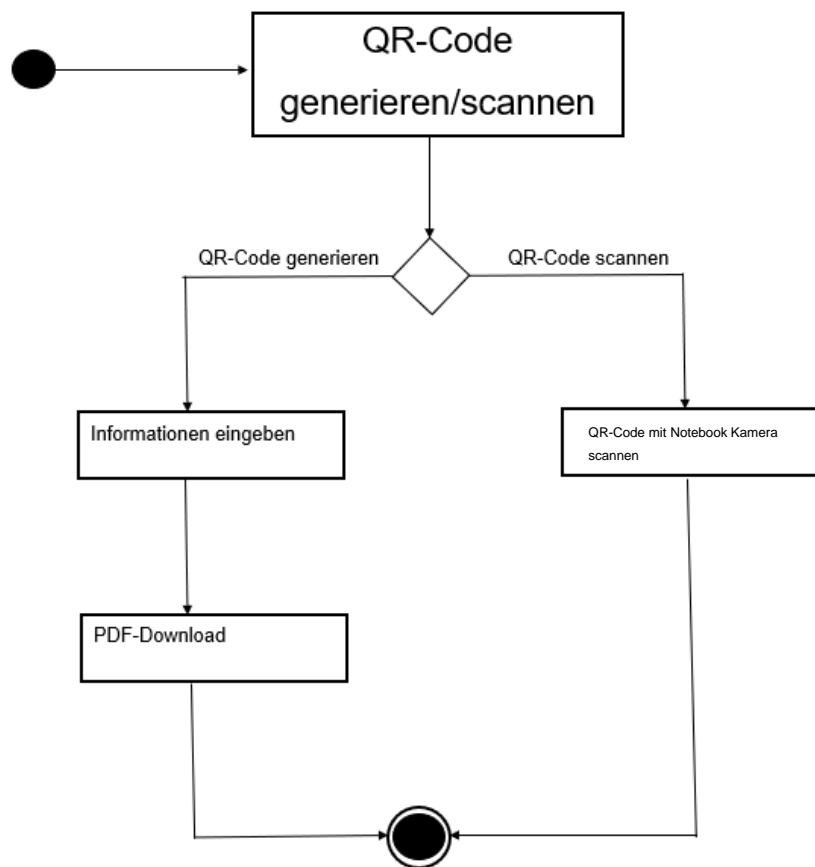 QR-Code
generieren/scannen
QR-Code generieren
QR-Code scannen
Informationen eingeben
QR-Code mit Notebook Kamera
scannen
PDF-Download